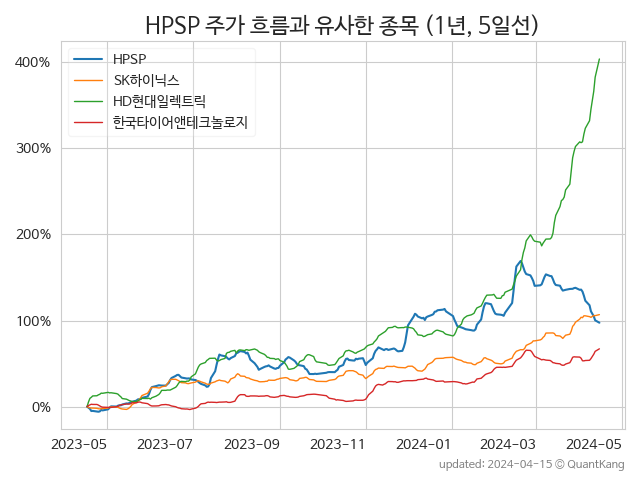 HPSP 주가 흐름과 유사한 종목 (1년, 5일선)
HPSP
SK하이닉스
HD현대일렉트릭
한국타이어앤테크놀로지
400%
300%
200%
100%
0%
2023-05 2023-07 2023-09 2023-11 2024-01 2024-03 2024-05
updated: 2024-04-15 © QuantKang